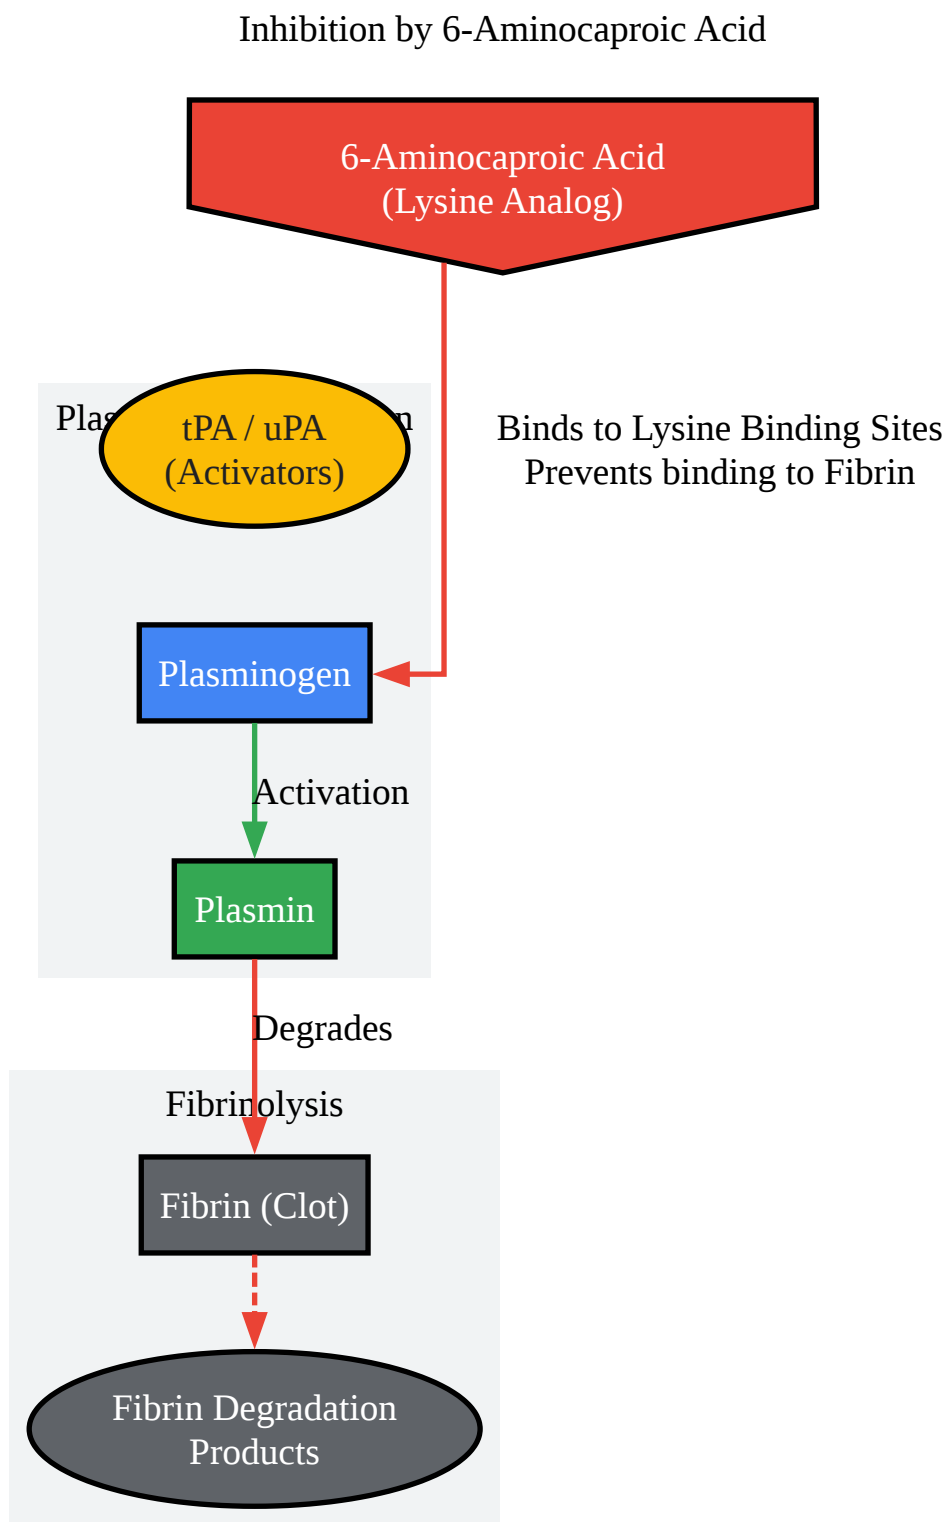 Inhibition by 6-Aminocaproic Acid
6-Aminocaproic Acid
(Lysine Analog)
tPA / uPA
(Activators)
Binds to Lysine Binding Sites
Prevents binding to Fibrin
Plasminogen
Activation
Plasmin
Degrades
Fibrinolysis
Fibrin (Clot)
Fibrin Degradation
Products